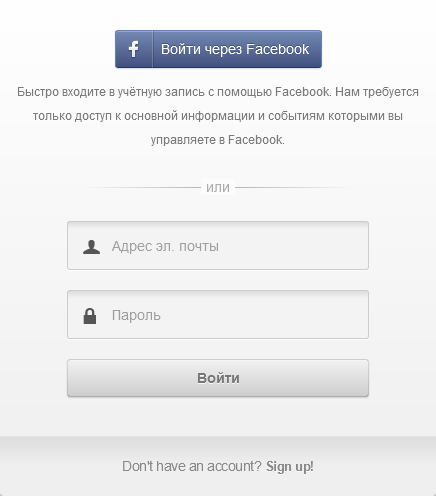 Войти через Facebook
Быстро входите в учётную запись с помощью Facebook. Нам требуется
только доступ к основной информации и событиям которыми вы
управляете в Facebook.
или
Адрес эл. почты
Пароль
Войти
Don't have an account? Sign up!